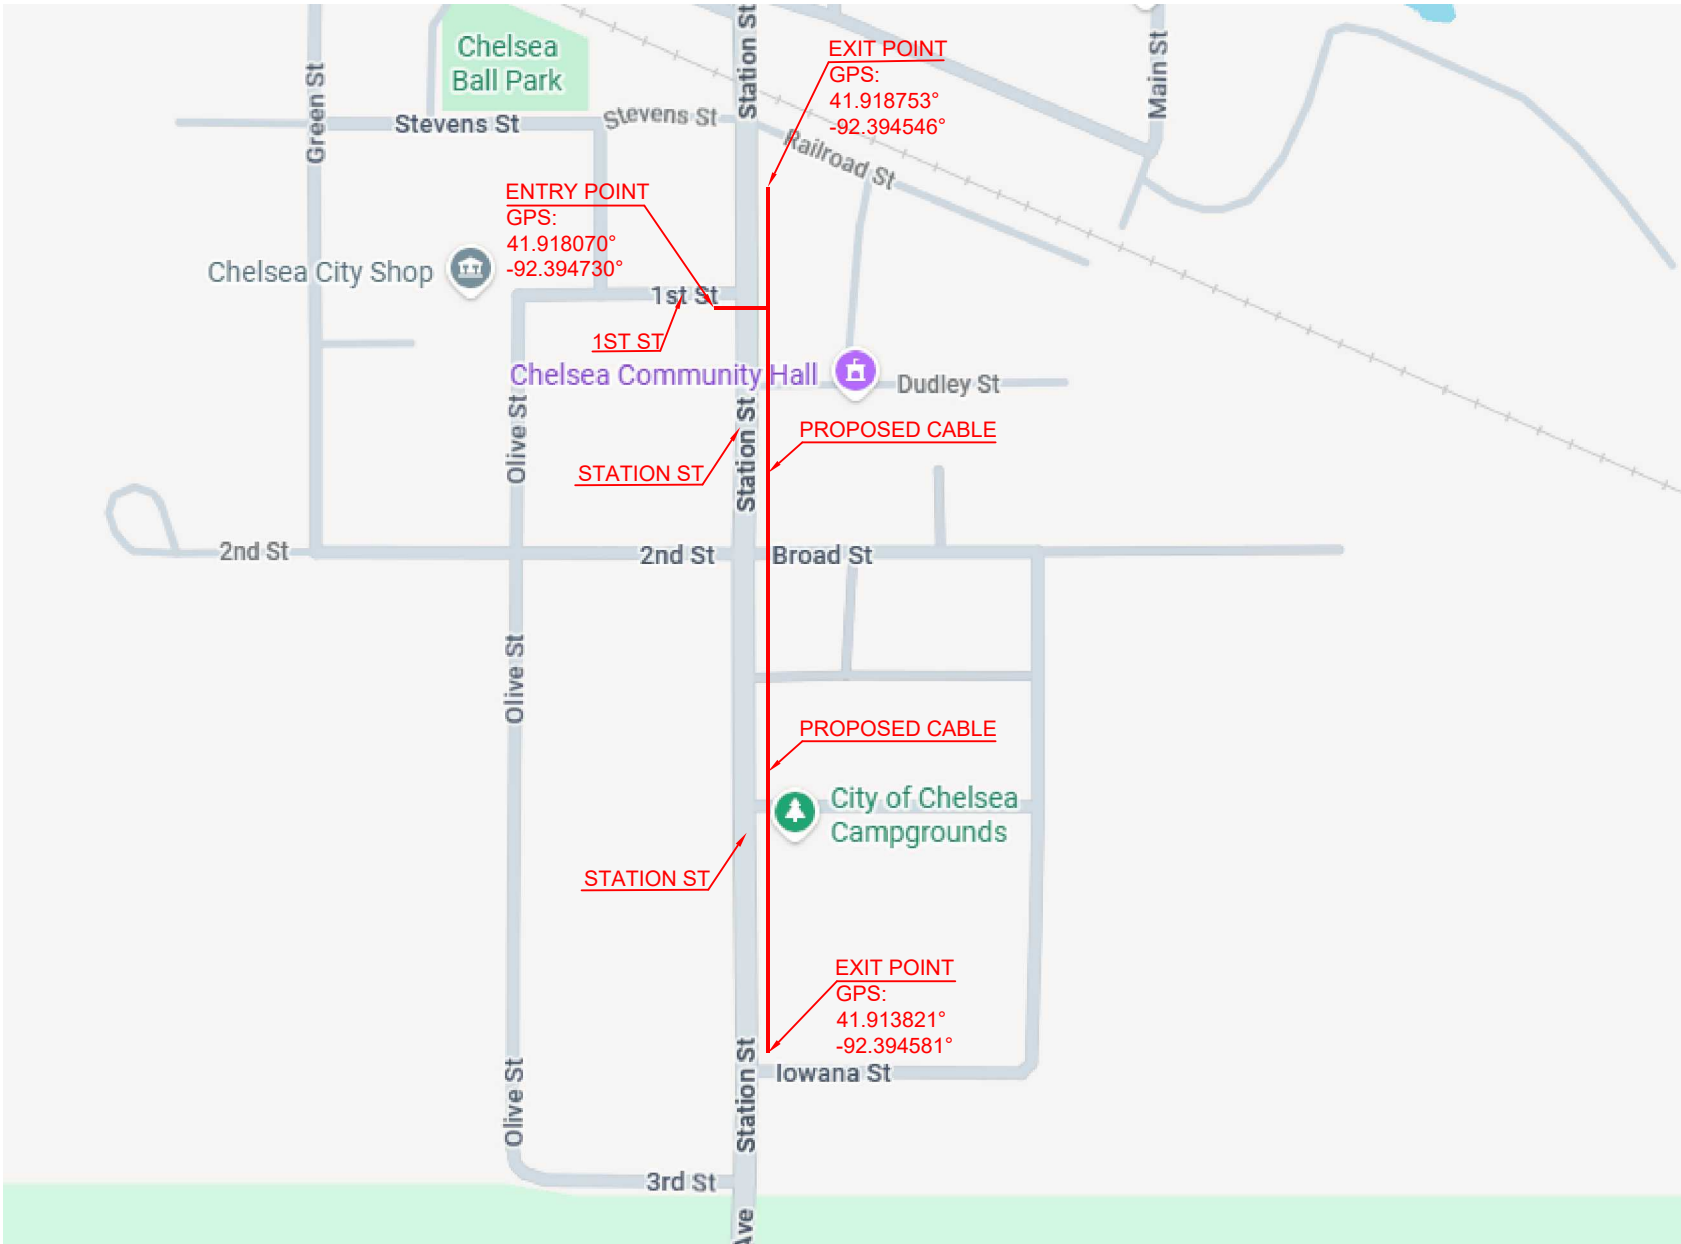 Station St
EXIT POINT
GPS:
41.918753°
-92.394546°
Chelsea
Ball Park
Main St
Green St
Stevens St
Stevens St
Railroad St
ENTRY POINT
GPS:
41.918070°
-92.394730°
Chelsea City Shop
1st St
1ST ST
Chelsea Community Hall
Dudley St
Olive St
Station St
PROPOSED CABLE
STATION ST
2nd St
2nd St
Broad St
Olive St
PROPOSED CABLE
City of Chelsea
Campgrounds
STATION ST
EXIT POINT
GPS:
41.913821°
-92.394581°
Olive St
Station St
Iowana St
3rd St
Ave